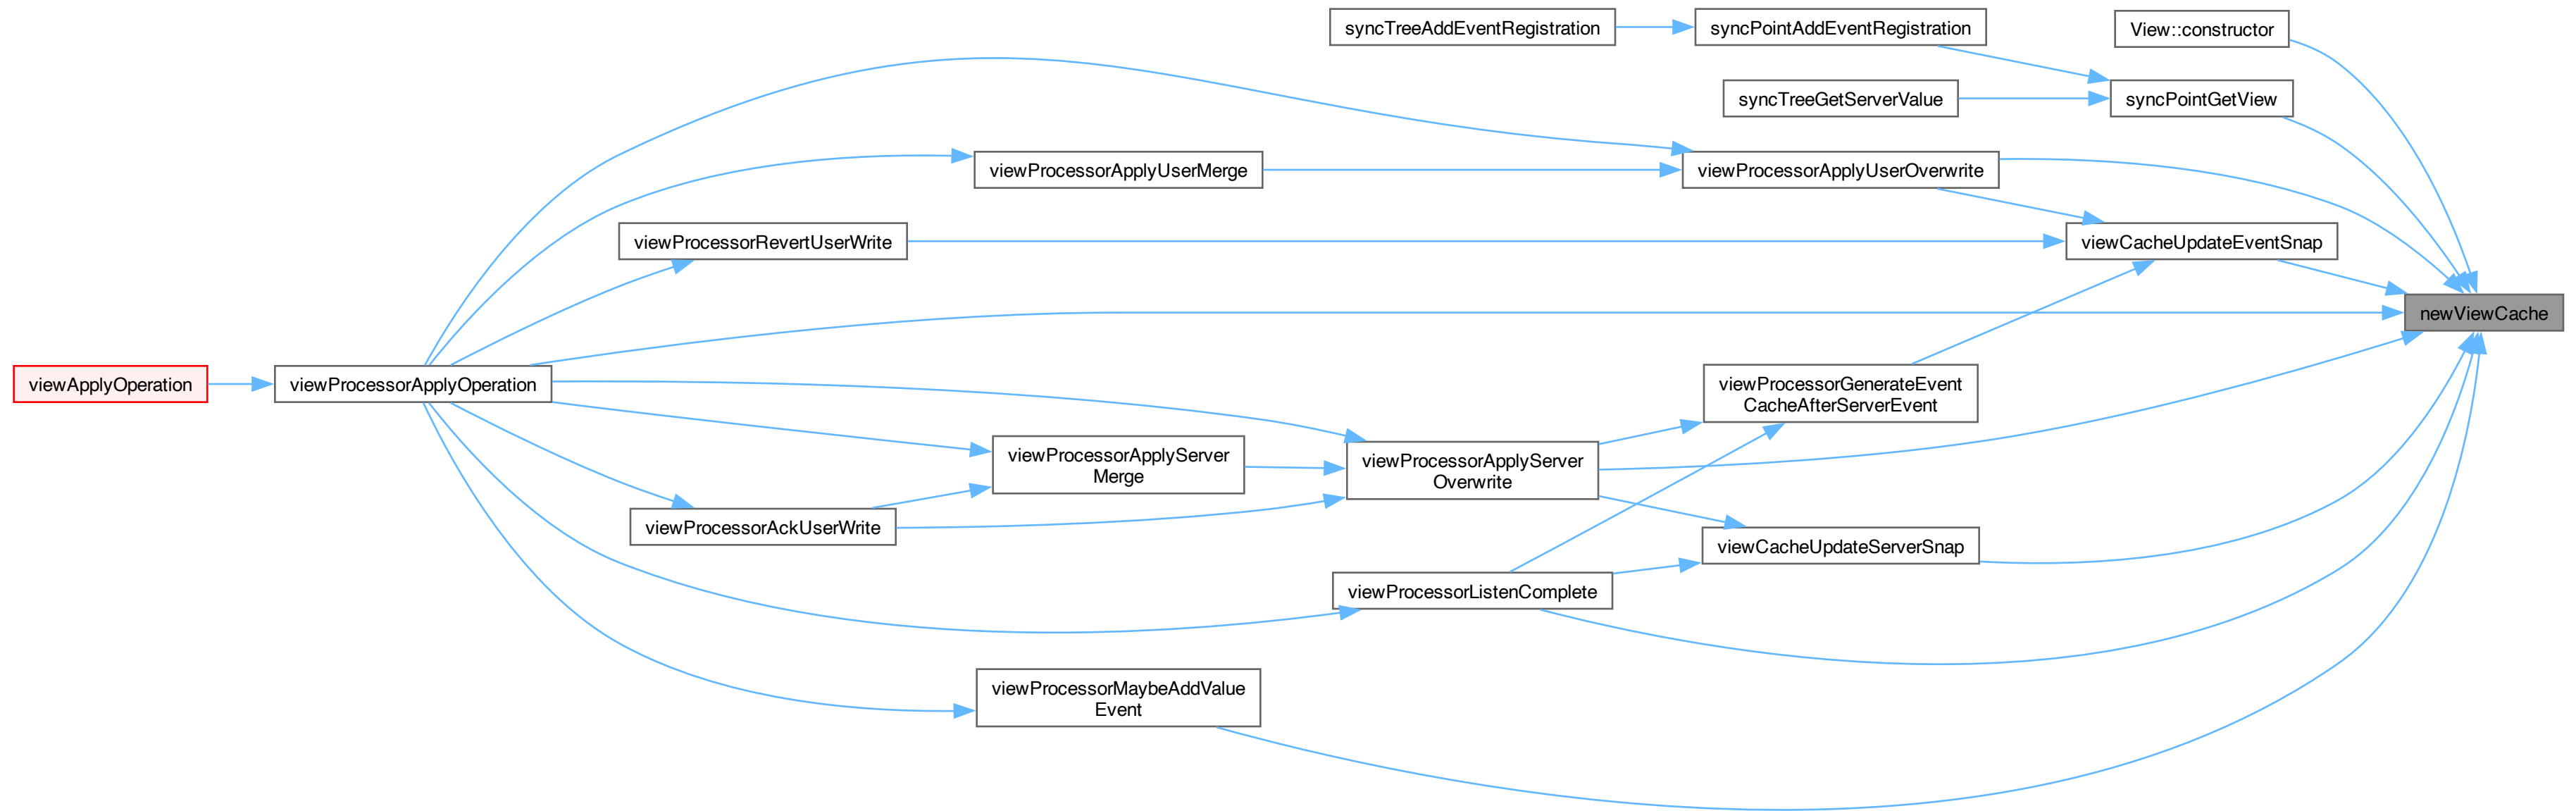 syncTreeAddEventRegistration
syncPointAddEventRegistration
View::constructor
syncTreeGetServerValue
syncPointGetView
viewProcessorApplyUserMerge
viewProcessorApplyUserOverwrite
viewProcessorRevertUserWrite
viewCacheUpdateEventSnap
newViewCache
viewApplyOperation
viewProcessorApplyOperation
viewProcessorGenerateEvent
CacheAfterServerEvent
viewProcessorApplyServer
Merge
viewProcessorApplyServer
Overwrite
viewProcessorAckUserWrite
viewCacheUpdateServerSnap
viewProcessorListenComplete
viewProcessorMaybeAddValue
Event